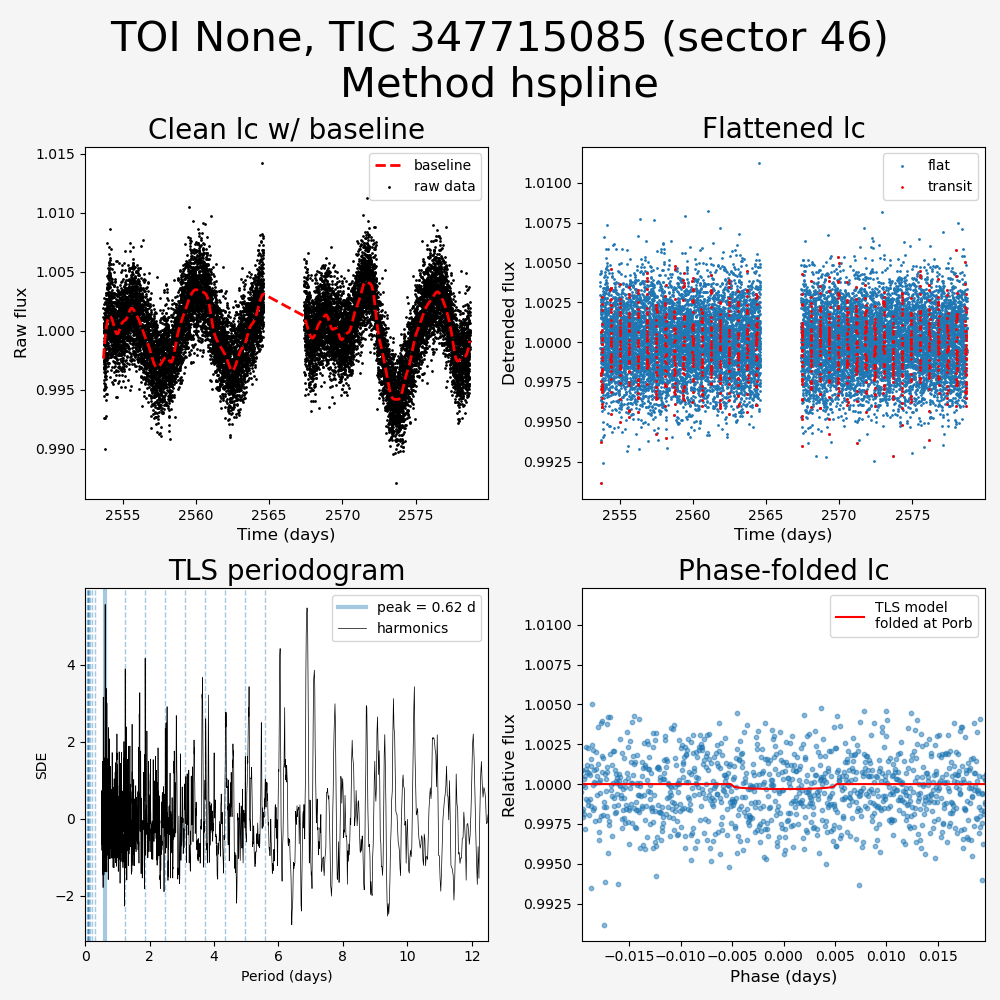 TOI None, TIC 347715085 (sector 46)
Method hspline
Clean lc w/ baseline
Flattened lc
baseline
raw data
flat
transit
1.015
1.010
1.005
1.000
0.995
0.990
Raw flux
2555
2560
2565
2570
2575
Time (days)
1.0100
1.0075
1.0050
1.0025
1.0000
0.9975
0.9950
0.9925
Detrended flux
2555
2560
2565
2570
2575
Time (days)
TLS periodogram
Phase-folded lc
peak = 0.62 d
harmonics
TLS model
folded at Porb
4
2
0
−2
SDE
0
2
4
6
8
10
12
Period (days)
1.0100
1.0075
1.0050
1.0025
1.0000
0.9975
0.9950
0.9925
Relative flux
−0.015
−0.010
−0.005
0.000
0.005
0.010
0.015
Phase (days)